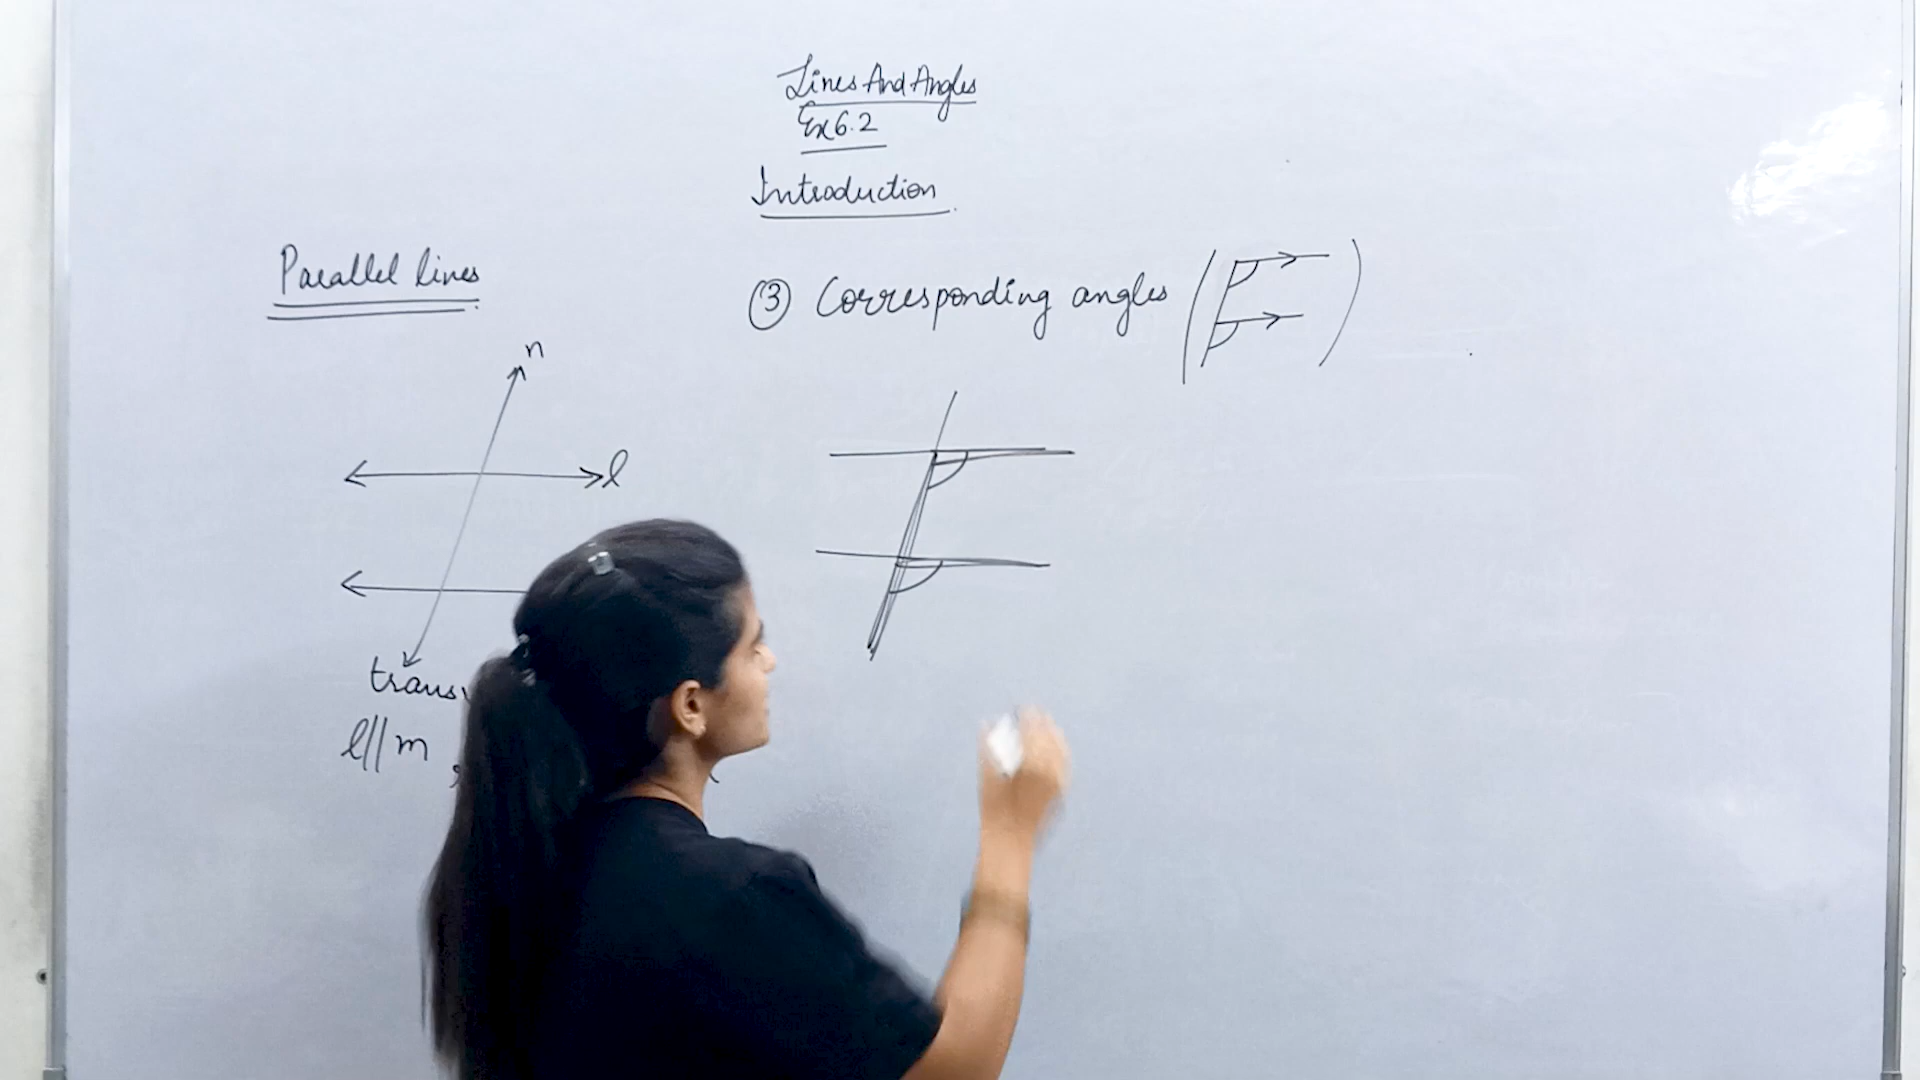 Lines And Angles
Ex 6.2
Introduction
Parallel lines
③ Corresponding angles ( )
n
l
l || m ,